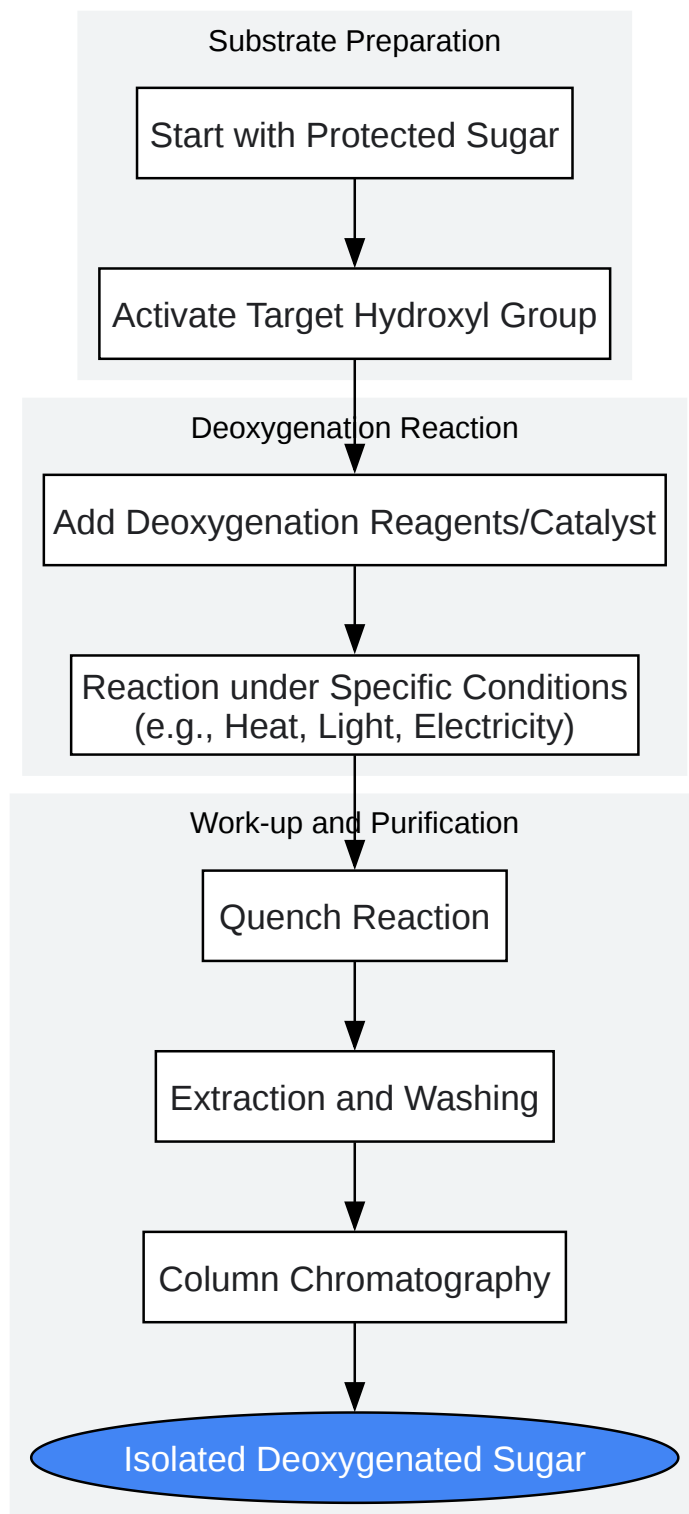 Substrate Preparation
Start with Protected Sugar
Activate Target Hydroxyl Group
Deoxygenation Reaction
Add Deoxygenation Reagents/Catalyst
Reaction under Specific Conditions
(e.g., Heat, Light, Electricity)
Work-up and Purification
Quench Reaction
Extraction and Washing
Column Chromatography
Isolated Deoxygenated Sugar